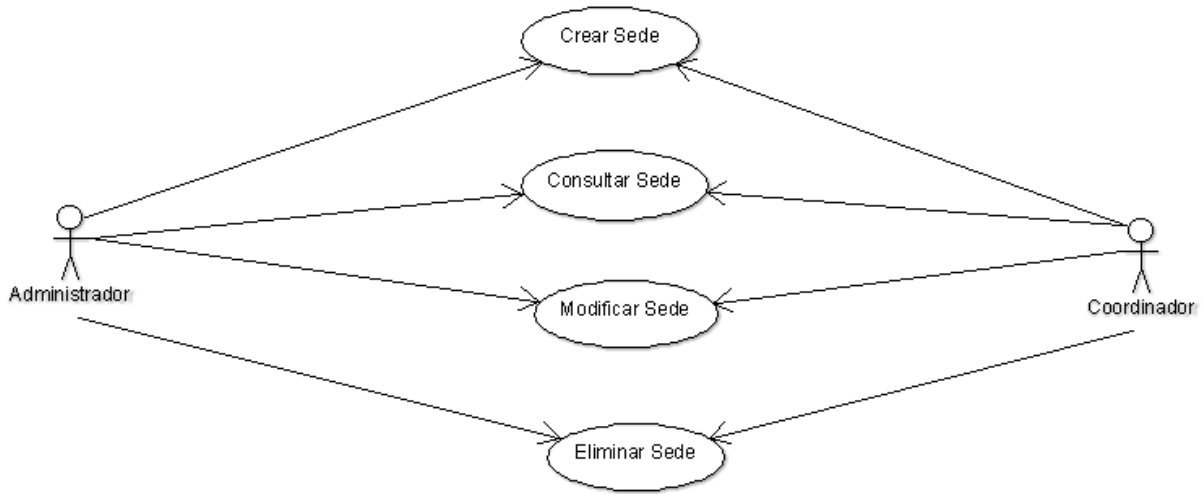 Crear Sede
Consultar Sede
Administrador
Modificar Sede
Coordinador
Eliminar Sede